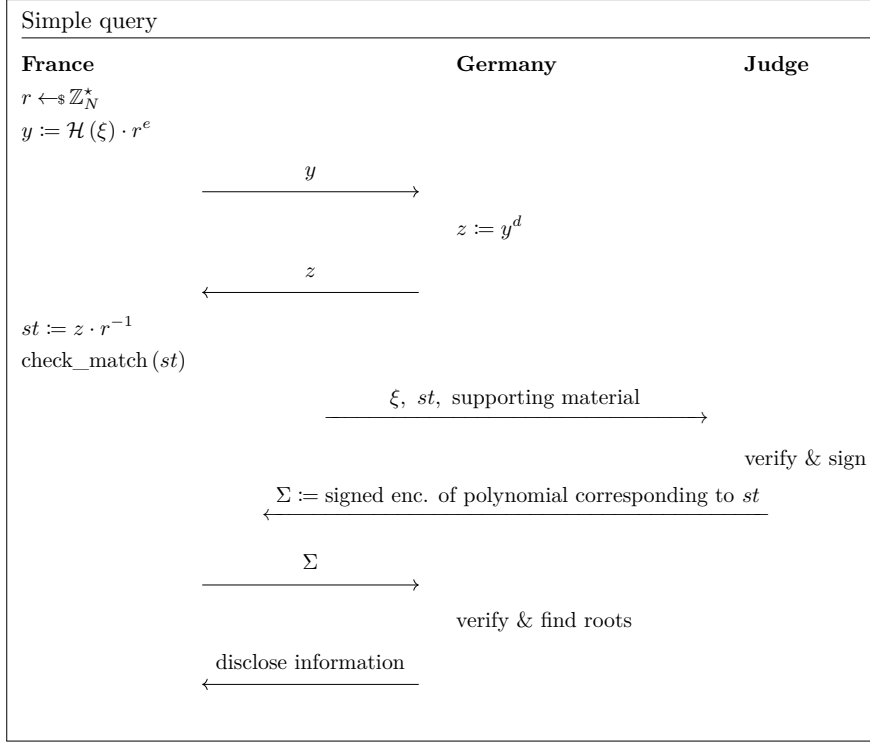 Simple query
France Germany Judge
r ←$ ℤ*_N
y := ℋ(ξ) · r^e
y
z := y^d
z
st := z · r^−1
check_match(st)
ξ, st, supporting material
verify & sign
Σ := signed enc. of polynomial corresponding to st
Σ
verify & find roots
disclose information